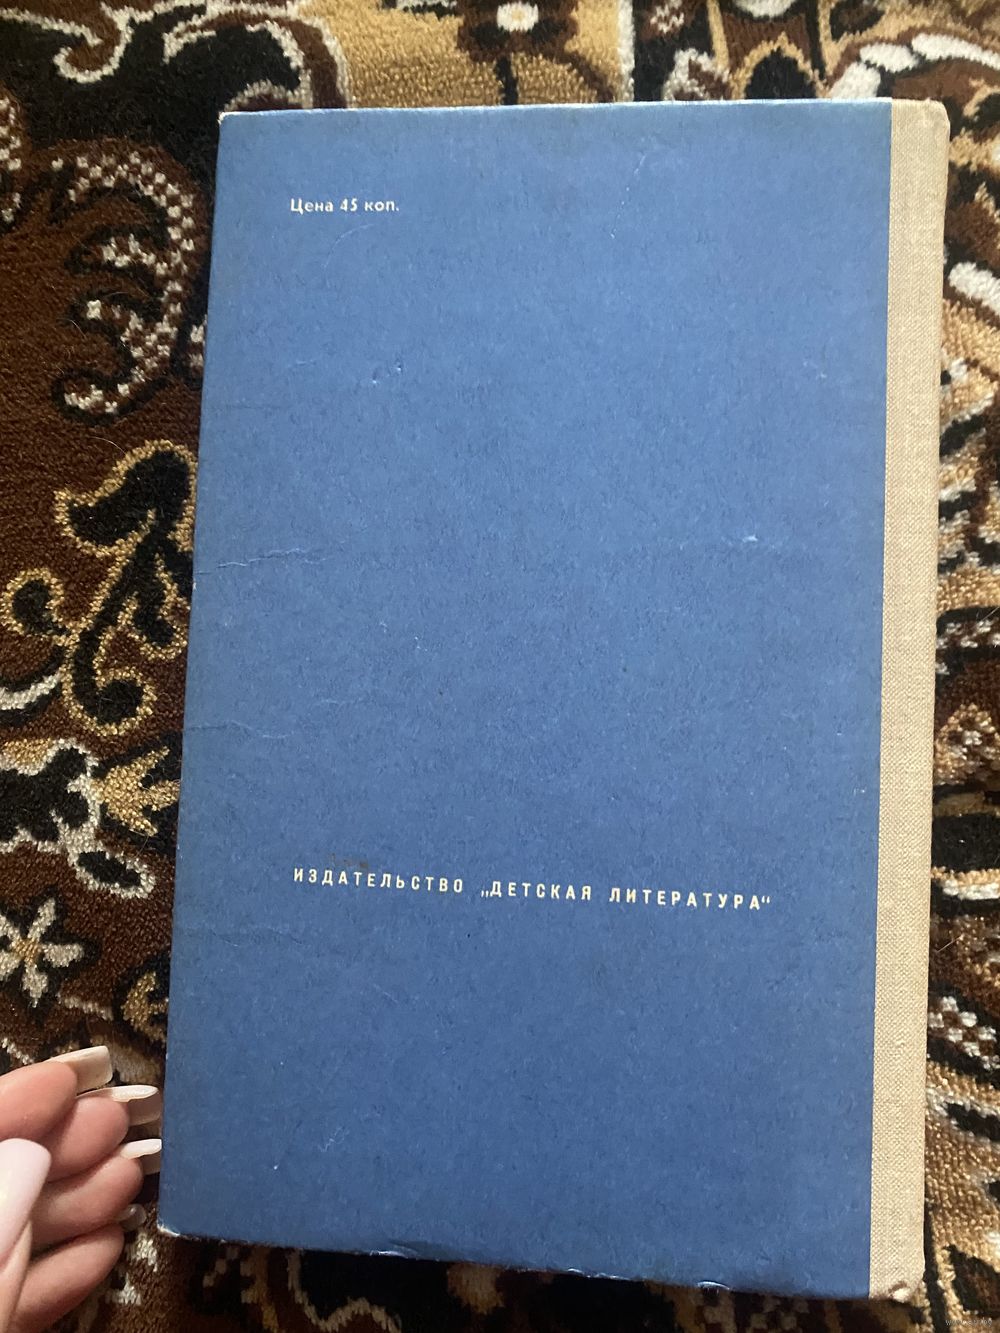 Цена 45 коп.
ИЗДАТЕЛЬСТВО „ДЕТСКАЯ ЛИТЕРАТУРА“